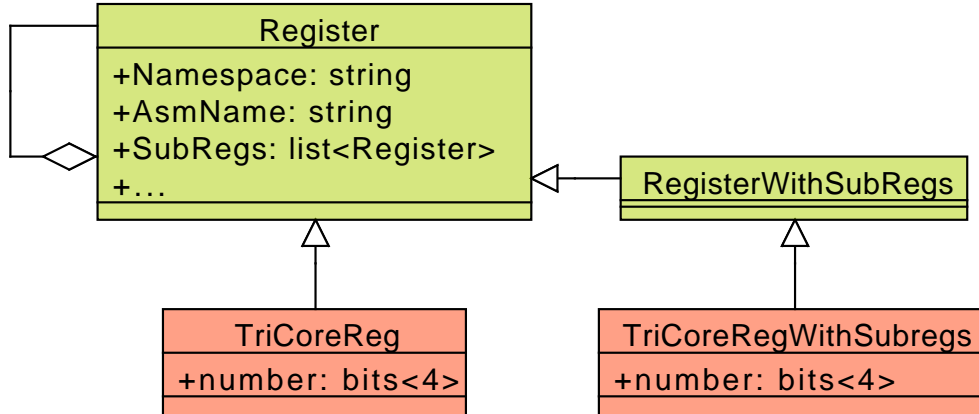 Register
+Namespace: string
+AsmName: string
+SubRegs: list<Register>
+...
RegisterWithSubRegs
TriCoreReg
+number: bits<4>
TriCoreRegWithSubregs
+number: bits<4>